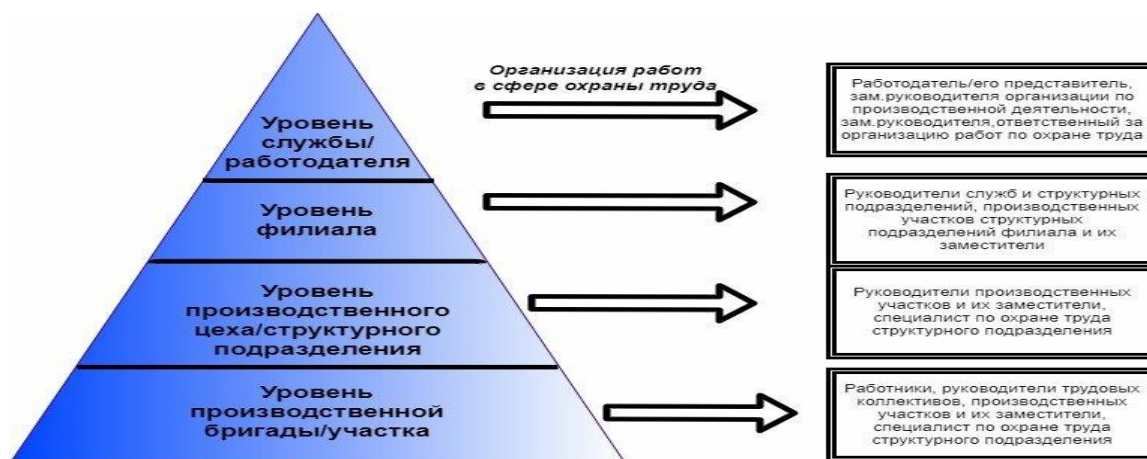 Организация работ
в сфере охраны труда
Уровень
службы/
работодателя
Работодатель/его представитель,
зам.руководителя организации по
производственной деятельности,
зам.руководителя,ответственный за
организацию работ по охране труда
Уровень
филиала
Руководители служб и структурных
подразделений, производственных
участков структурных
подразделений филиала и их
заместители
Уровень
производственного
цеха/структурного
подразделения
Руководители производственных
участков и их заместители,
специалист по охране труда
структурного подразделения
Уровень
производственной
бригады/участка
Работники, руководители трудовых
коллективов, производственных
участков и их заместители,
специалист по охране труда
структурного подразделения